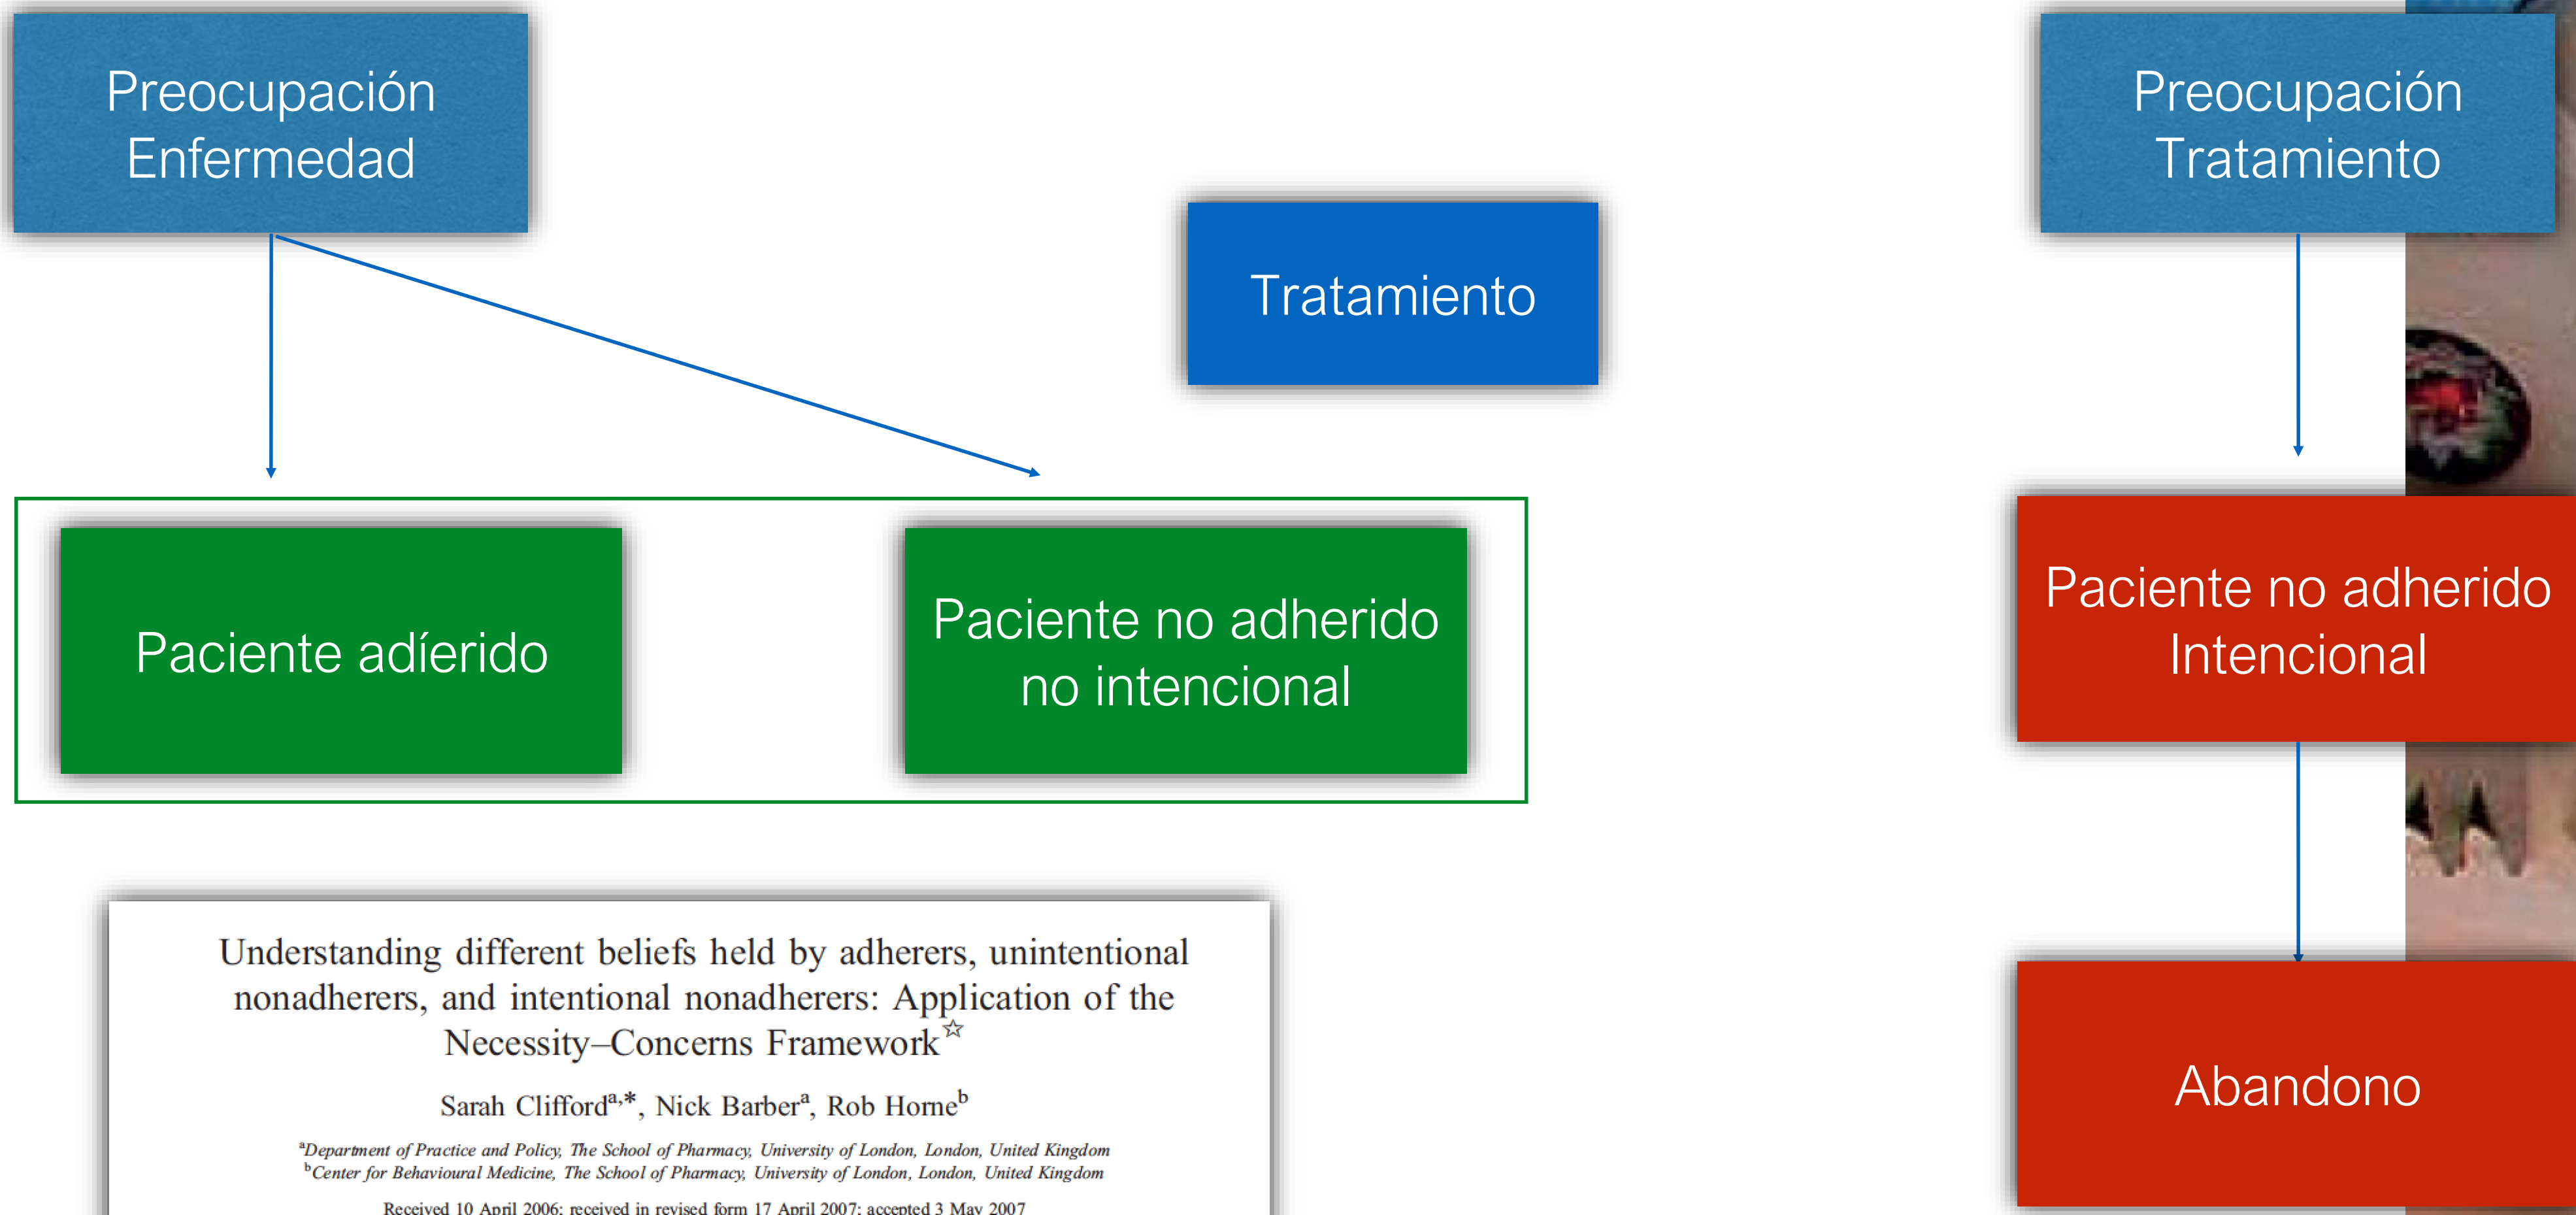 Preocupación
Enfermedad
Preocupación
Tratamiento
Tratamiento
Paciente adíerido
Paciente no adherido
no intencional
Paciente no adherido
Intencional
Abandono
Understanding different beliefs held by adherers, unintentional
nonadherers, and intentional nonadherers: Application of the
Necessity–Concerns Framework☆
Sarah Clifforda,*, Nick Barbera, Rob Horneb
aDepartment of Practice and Policy, The School of Pharmacy, University of London, London, United Kingdom
bCenter for Behavioural Medicine, The School of Pharmacy, University of London, London, United Kingdom
Received 10 April 2006; received in revised form 17 April 2007; accepted 3 May 2007